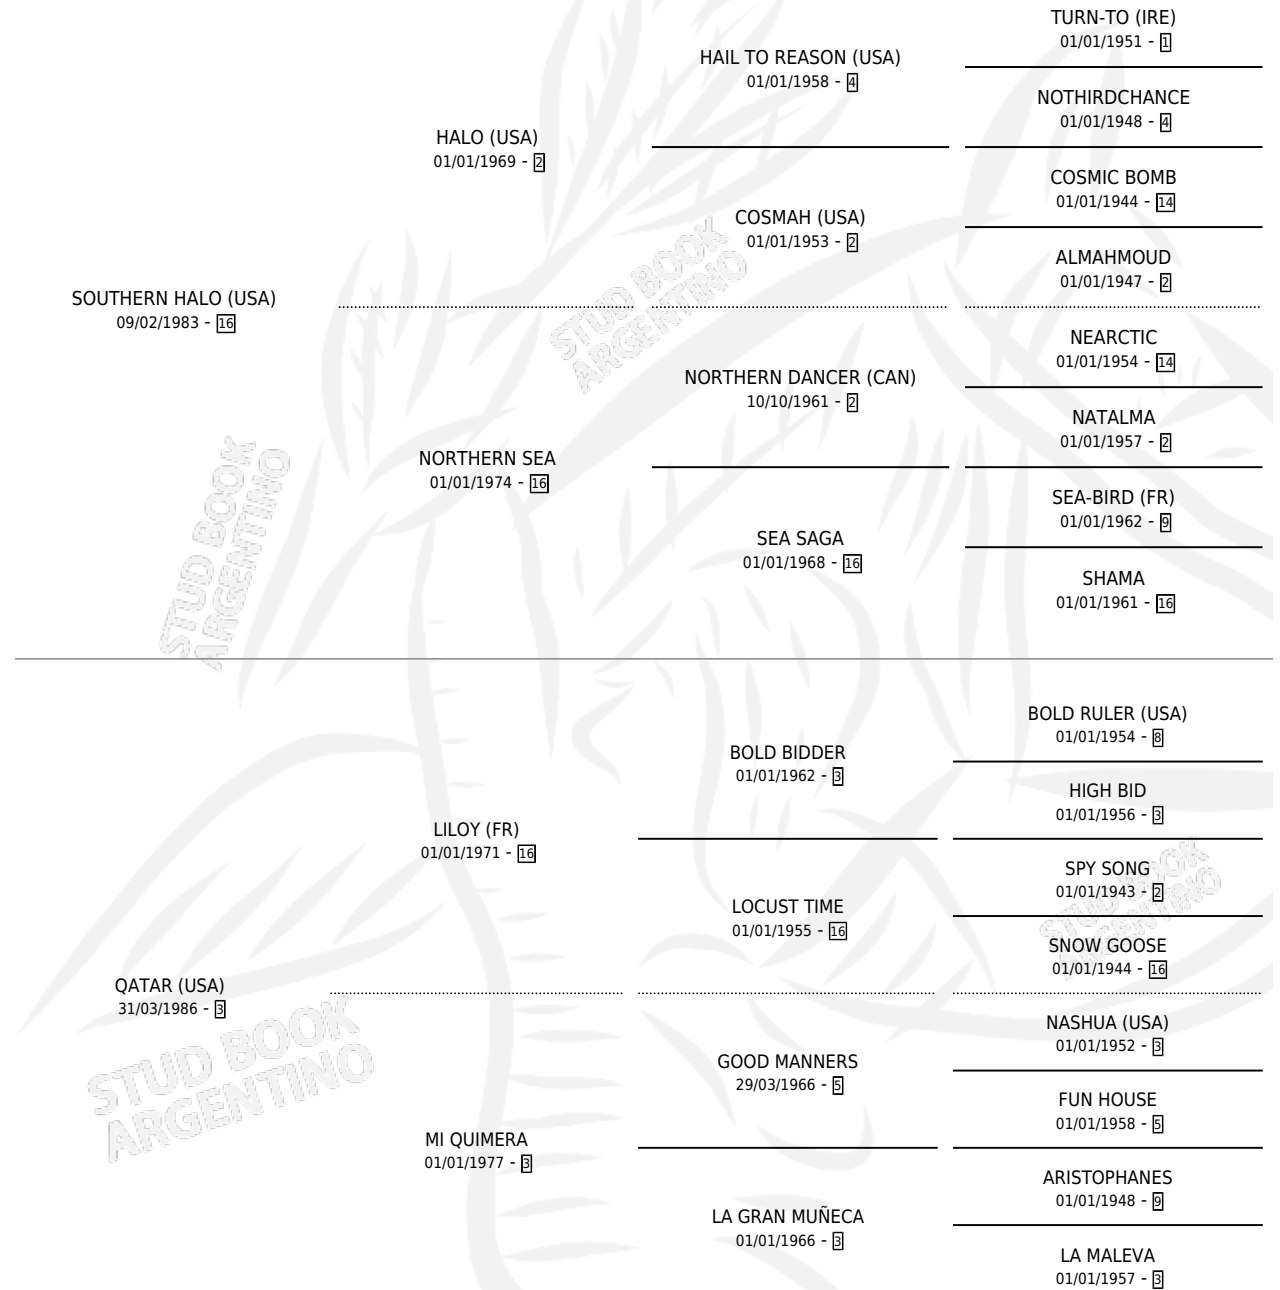 TURN-TO (IRE)
01/01/1951 - 1
HAIL TO REASON (USA)
01/01/1958 - 4
NOTHIRDCHANCE
01/01/1948 - 4
HALO (USA)
01/01/1969 - 2
COSMIC BOMB
01/01/1944 - 14
COSMAH (USA)
01/01/1953 - 2
ALMAHMOUD
01/01/1947 - 2
SOUTHERN HALO (USA)
09/02/1983 - 16
STUD BOOK
ARGENTINO
NEARCTIC
01/01/1954 - 14
NORTHERN DANCER (CAN)
10/10/1961 - 2
NATALMA
01/01/1957 - 2
NORTHERN SEA
01/01/1974 - 16
SEA-BIRD (FR)
01/01/1962 - 9
SEA SAGA
01/01/1968 - 16
SHAMA
01/01/1961 - 16
STUD BOOK
ARGENTINO
BOLD RULER (USA)
01/01/1954 - 8
BOLD BIDDER
01/01/1962 - 3
HIGH BID
01/01/1956 - 3
LILOY (FR)
01/01/1971 - 16
SPY SONG
01/01/1943 - 2
LOCUST TIME
01/01/1955 - 16
STUD BOOK
ARGENTINO
SNOW GOOSE
01/01/1944 - 16
QATAR (USA)
31/03/1986 - 3
NASHUA (USA)
01/01/1952 - 3
GOOD MANNERS
29/03/1966 - 5
STUD BOOK
ARGENTINO
FUN HOUSE
01/01/1958 - 5
MI QUIMERA
01/01/1977 - 3
ARISTOPHANES
01/01/1948 - 9
LA GRAN MUÑECA
01/01/1966 - 3
LA MALEVA
01/01/1957 - 3